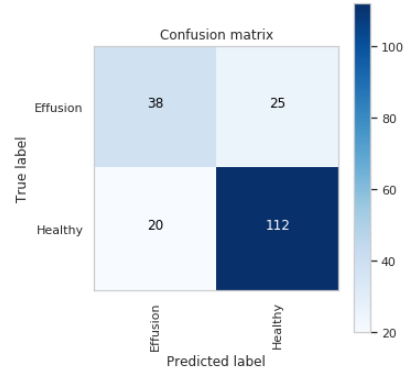 Confusion matrix
True label
Effusion
38
25
Healthy
20
112
Effusion
Healthy
Predicted label
100
80
60
40
20